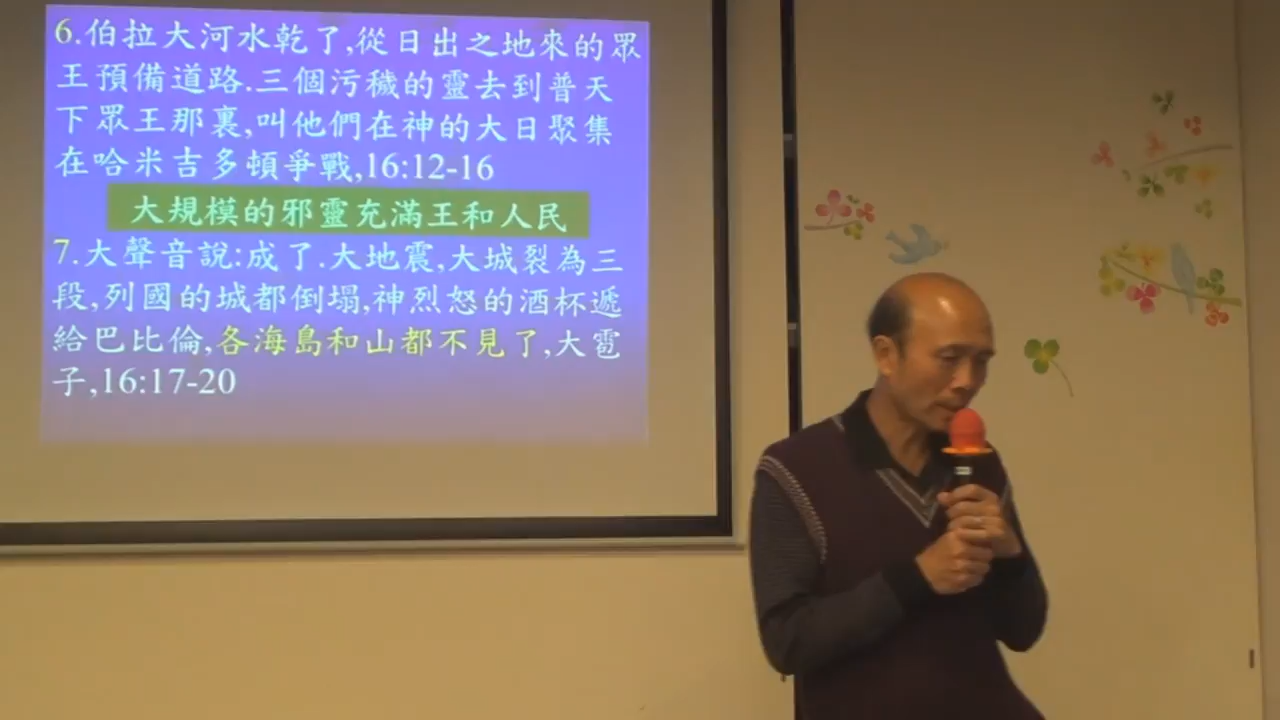 6.伯拉大河水乾了,從日出之地來的眾
王預備道路.三個污穢的靈去到普天
下眾王那裏,叫他們在神的大日聚集
在哈米吉多頓爭戰,16:12-16
大規模的邪靈充滿王和人民
7.大聲音說:成了.大地震,大城裂為三
段,列國的城都倒塌,神烈怒的酒杯遞
給巴比倫,各海島和山都不見了,大雹
子,16:17-20